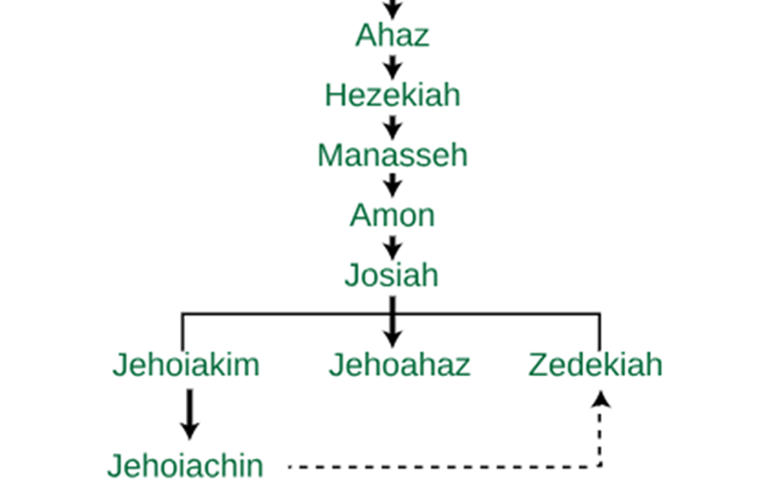 Ahaz
Hezekiah
Manasseh
Amon
Josiah
Jehoiakim Jehoahaz Zedekiah
Jehoiachin